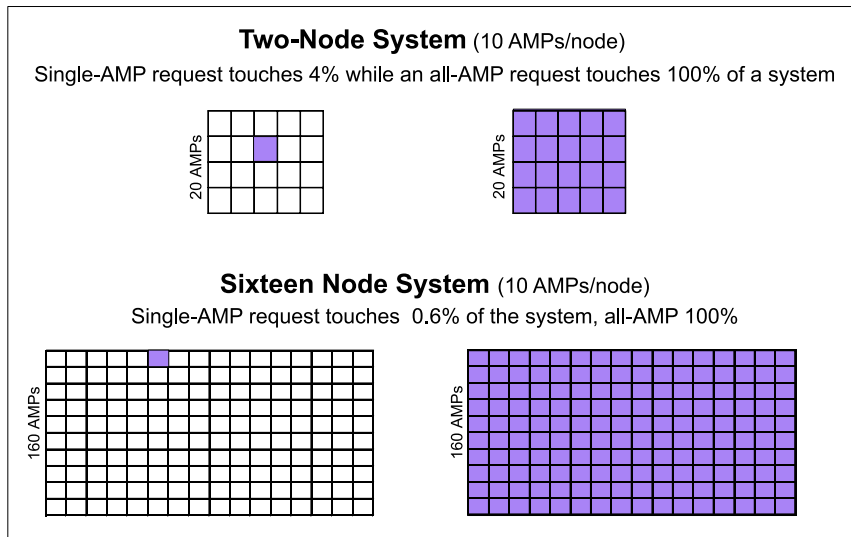 Two-Node System (10 AMPs/node)
Single-AMP request touches 4% while an all-AMP request touches 100% of a system
20 AMPs
20 AMPs
Sixteen Node System (10 AMPs/node)
Single-AMP request touches 0.6% of the system, all-AMP 100%
160 AMPs
160 AMPs